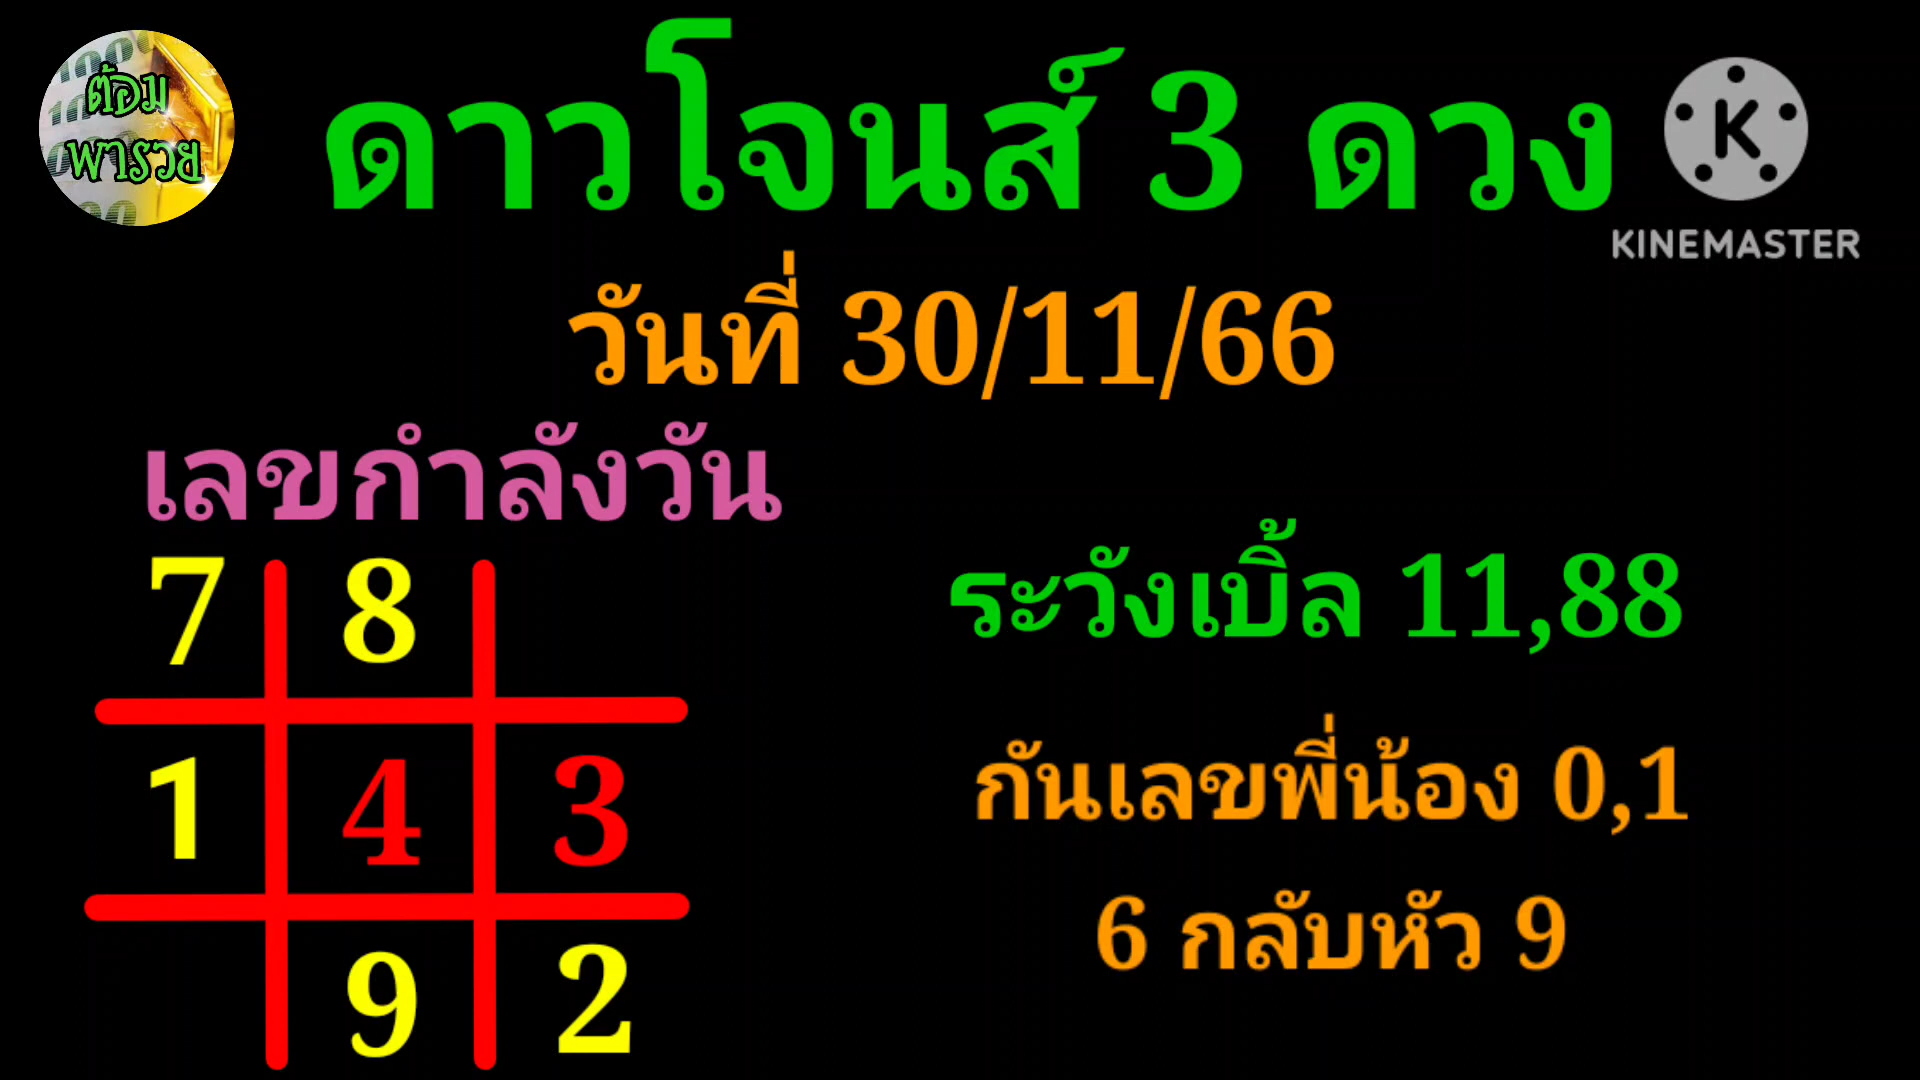 ต้อม
พารวย
ดาวโจนส์ 3 ดวง
KINEMASTER
วันที่ 30/11/66
เลขกำลังวัน
7 8
1 4 3
9 2
ระวังเบิ้ล 11,88
กันเลขพี่น้อง 0,1
6 กลับหัว 9